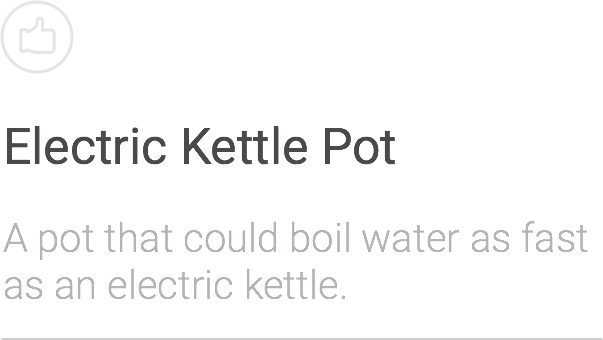 Electric Kettle Pot
A pot that could boil water as fast
as an electric kettle.